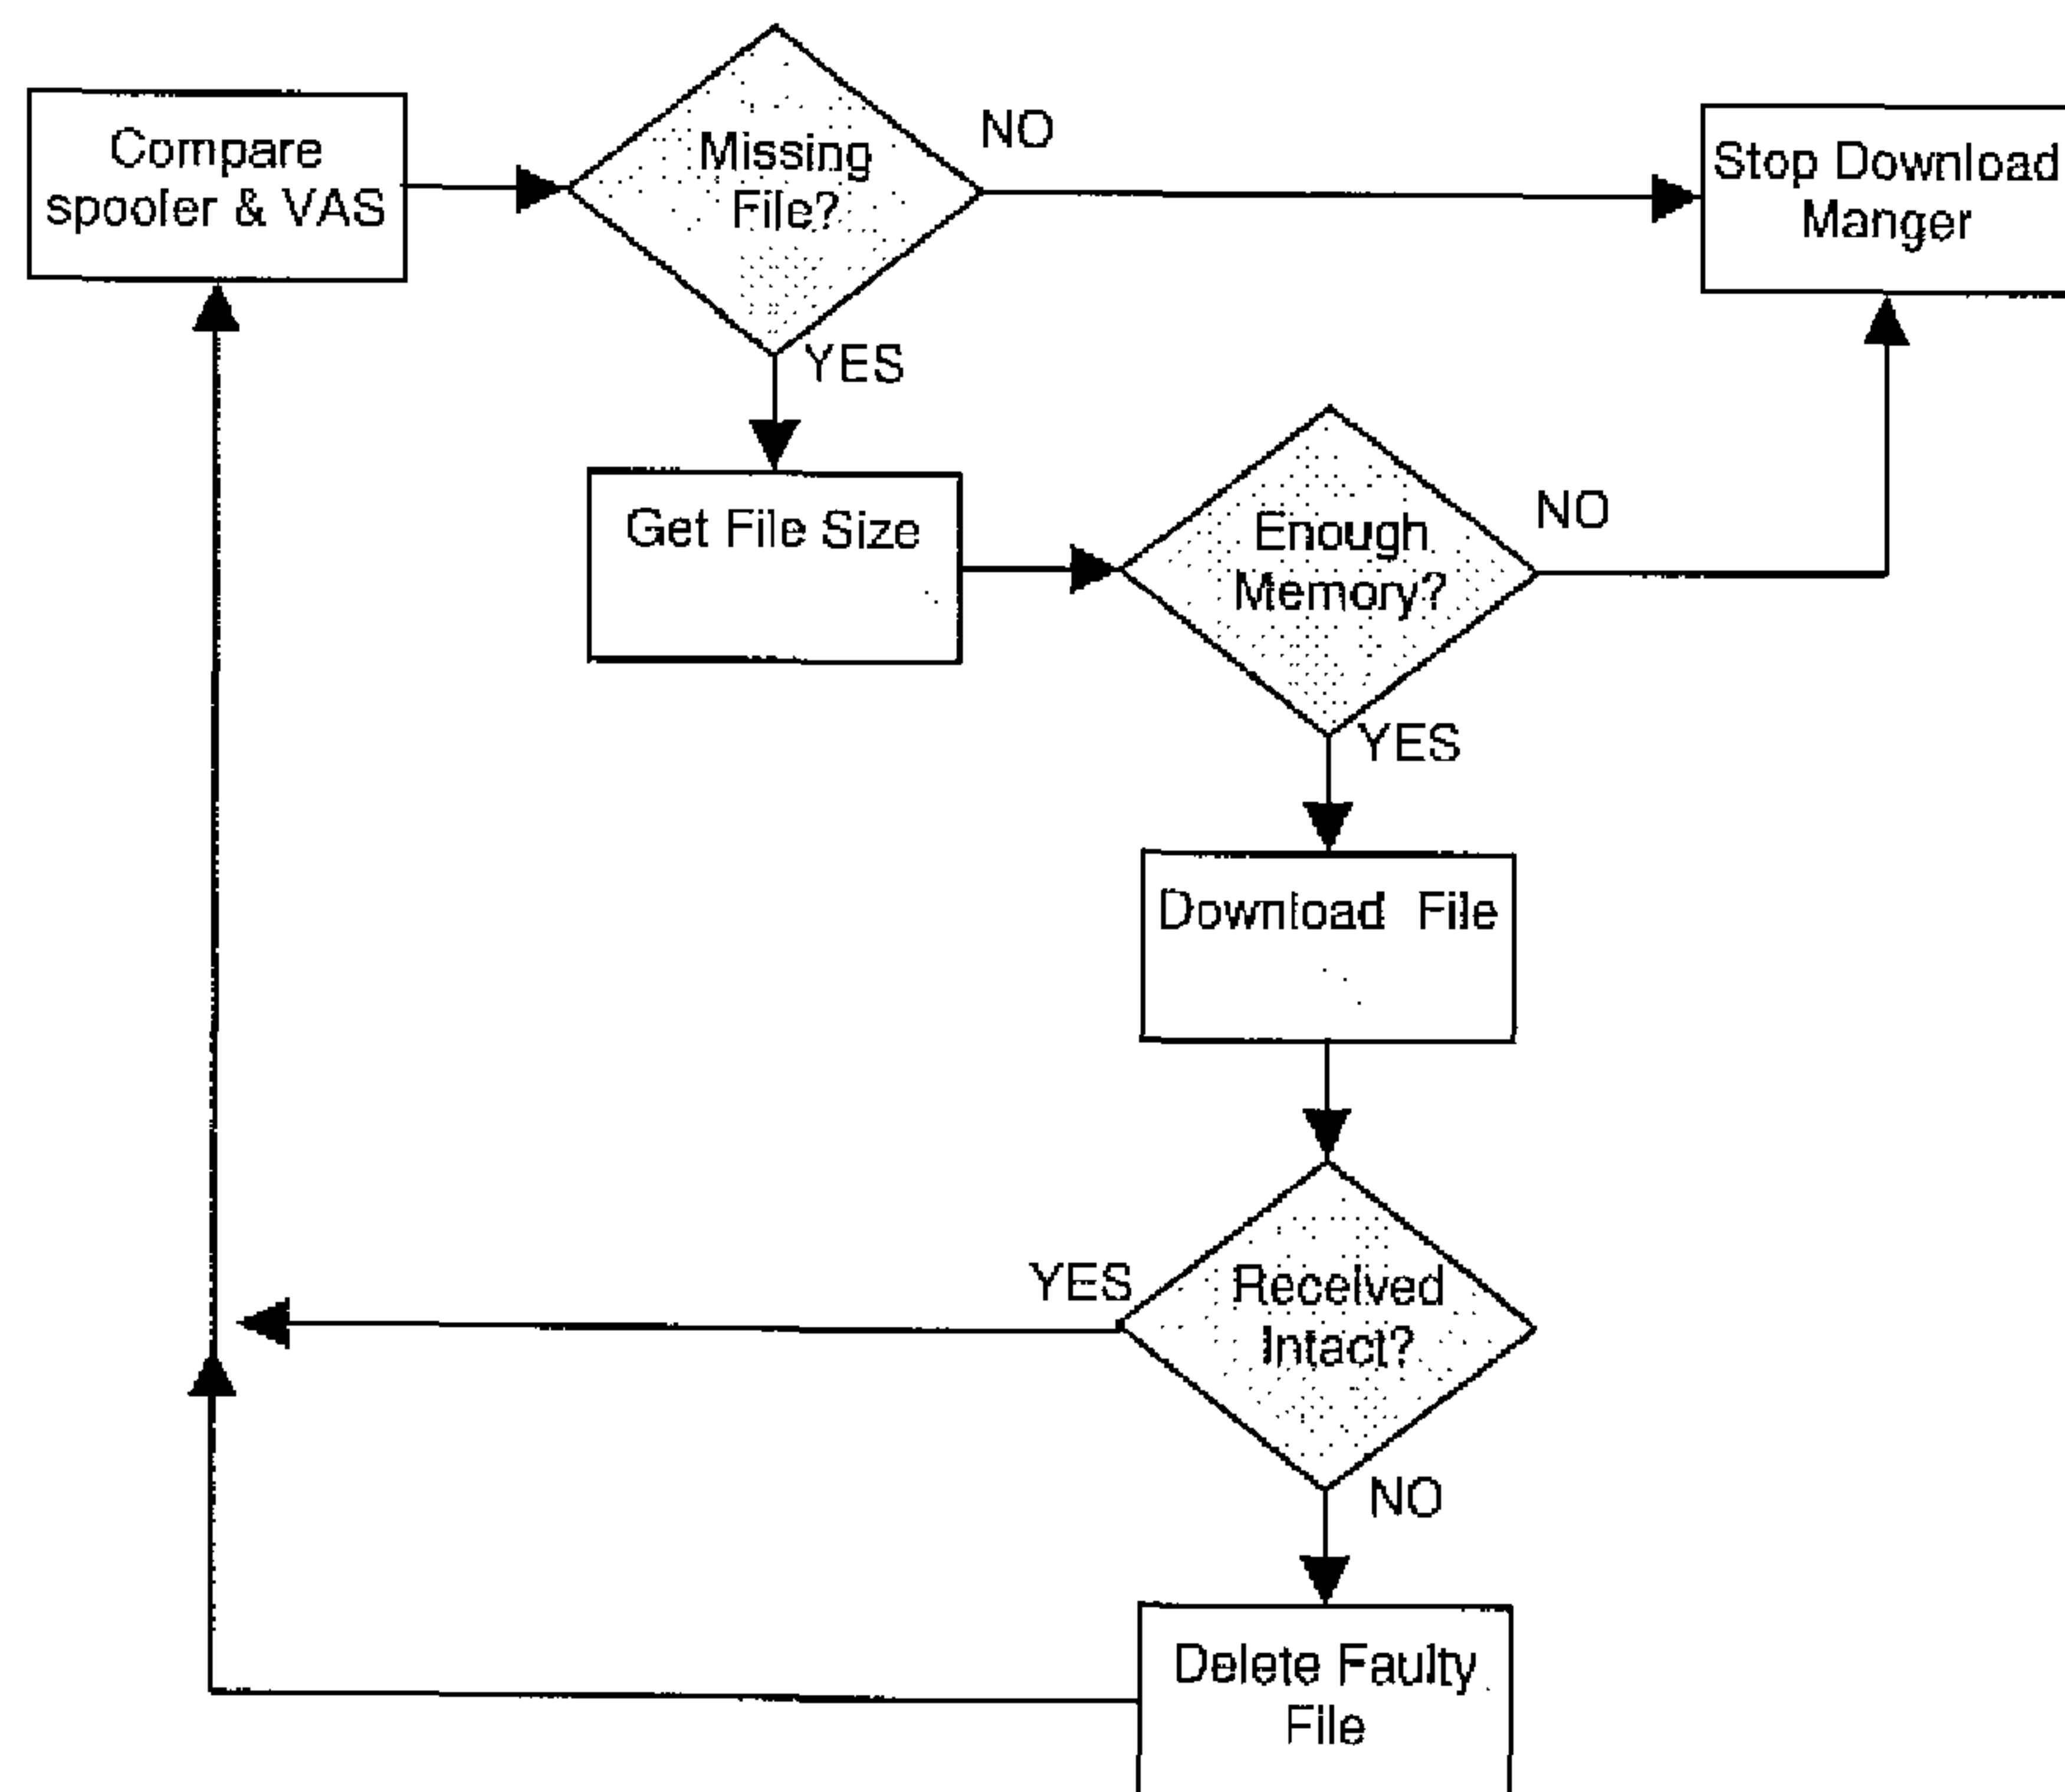 Compare
spooler & VAS
Missing
File?
NO
Stop Download
Manger
YES
Get File Size
Enough
Memory?
NO
YES
Download File
YES
Received
Intact?
NO
Delete Faulty
File